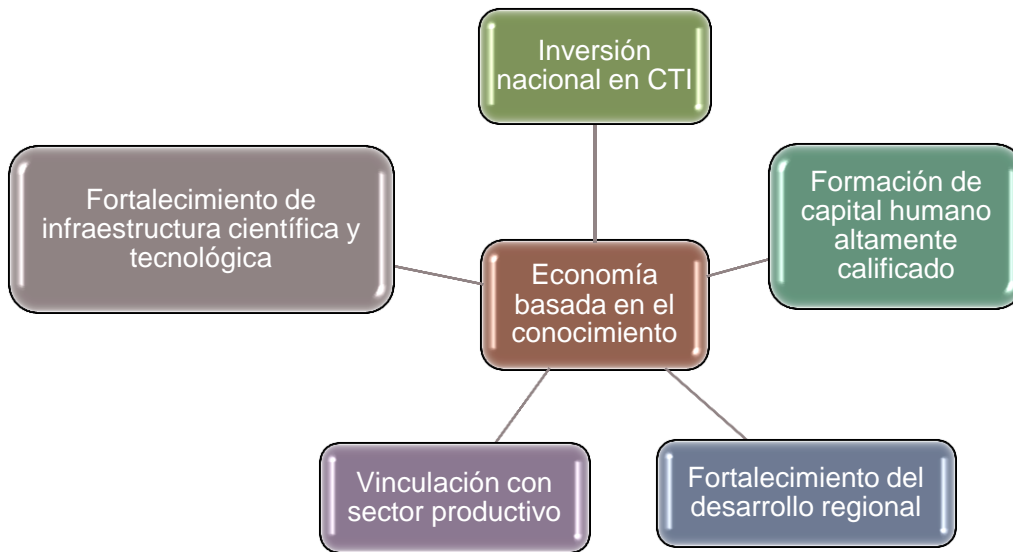 Inversión
nacional en CTI
Fortalecimiento de
infraestructura científica y
tecnológica
Formación de
capital humano
altamente
calificado
Economía
basada en el
conocimiento
Vinculación con
sector productivo
Fortalecimiento del
desarrollo regional